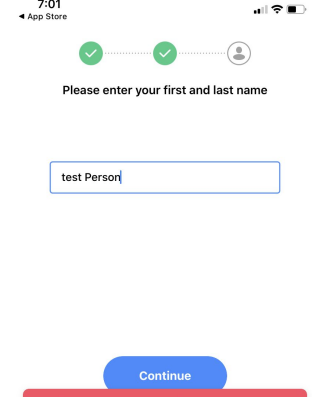 7:01
◀ App Store
Please enter your first and last name
test Person
Continue